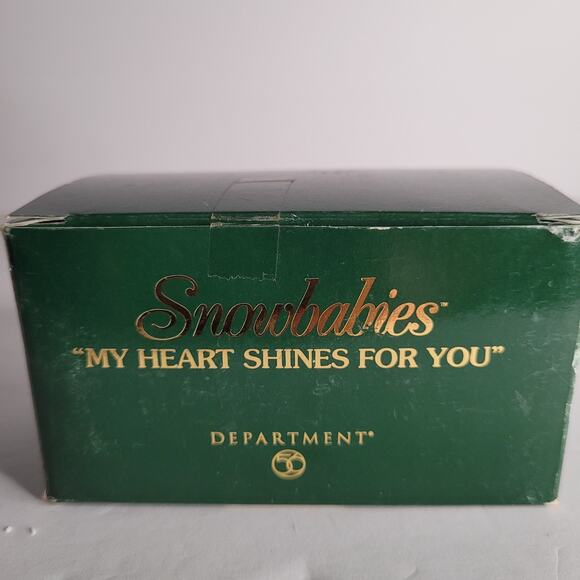 Snowbabies™
"MY HEART SHINES FOR YOU"
DEPARTMENT®
56